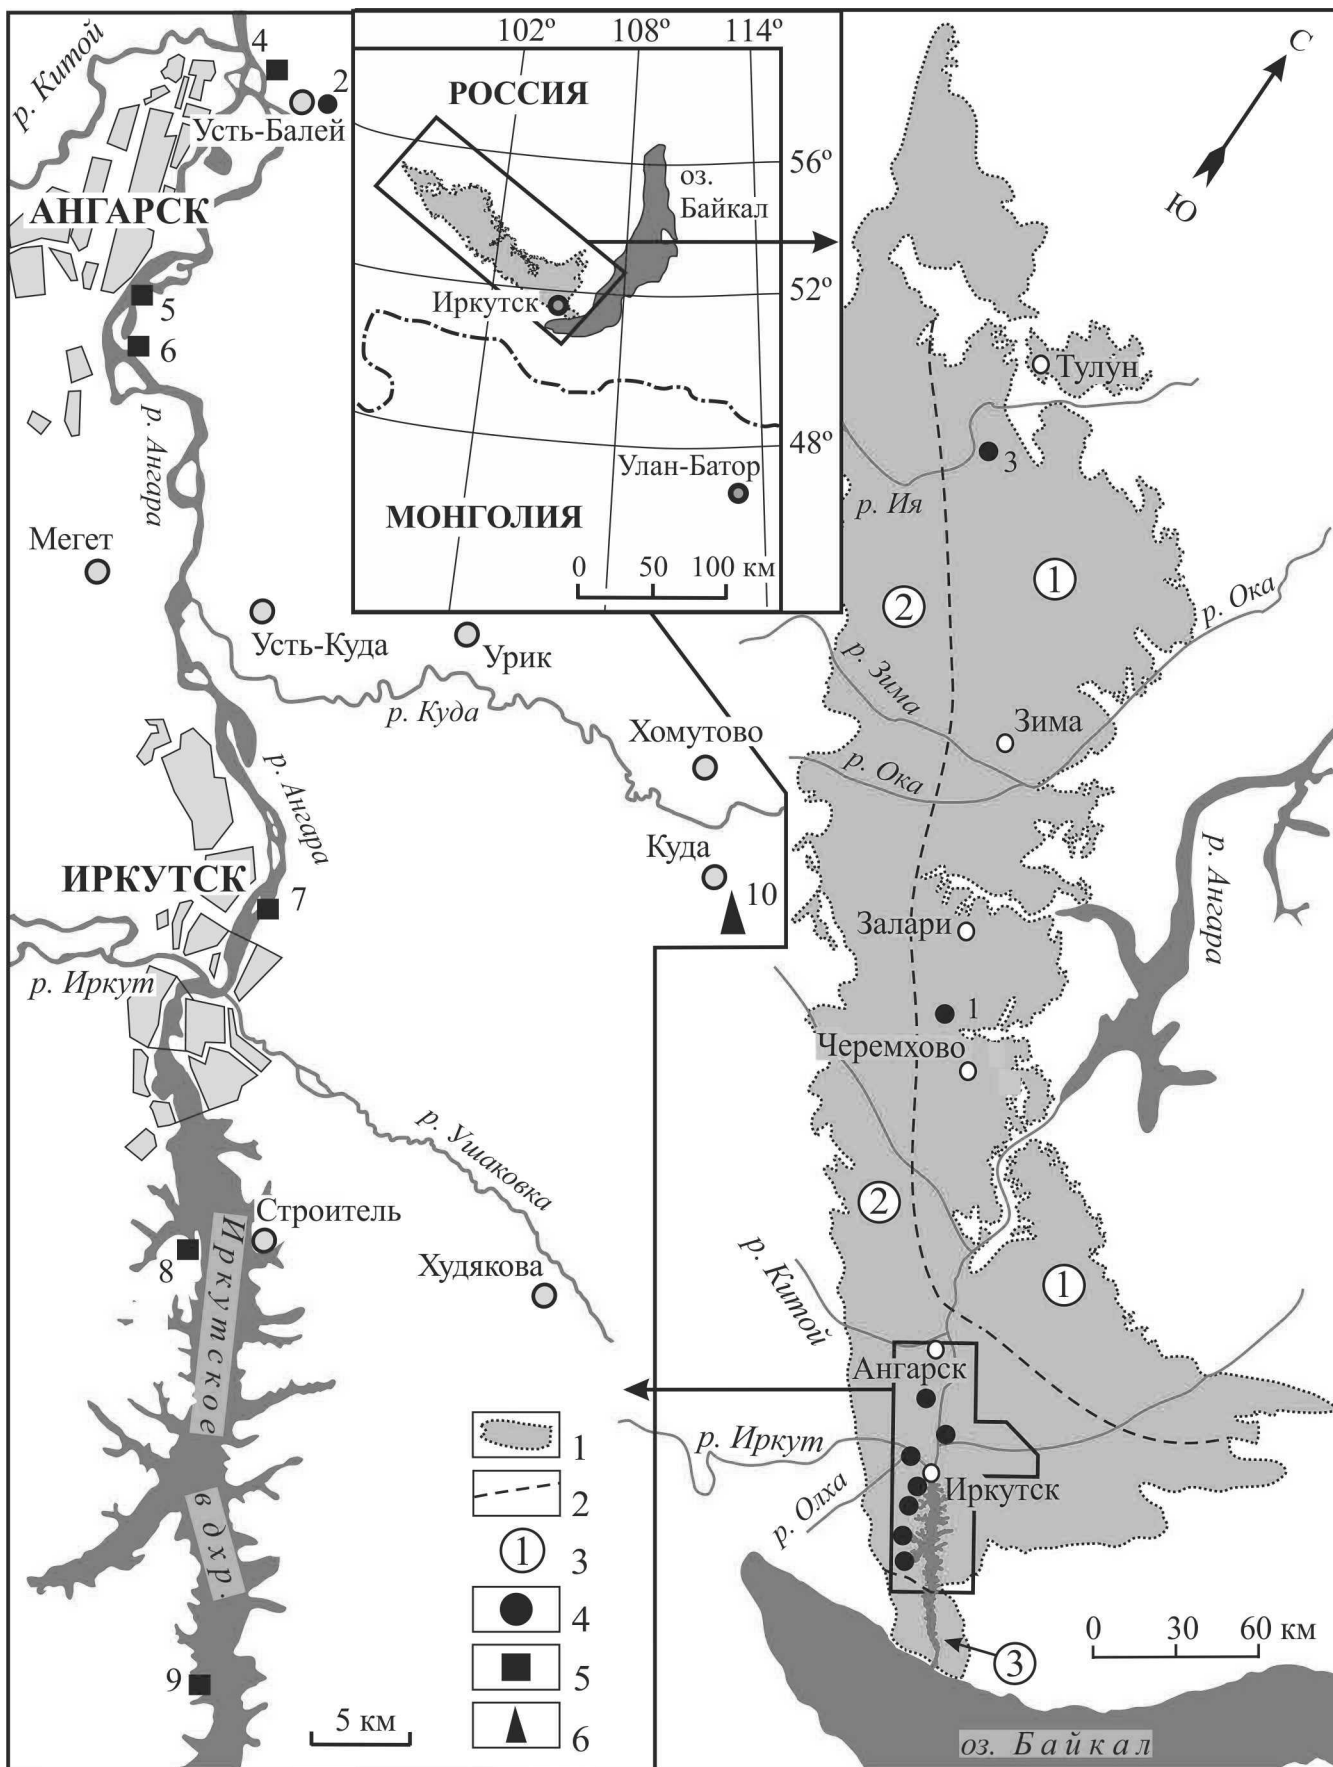 102º 108º 114º
РОССИЯ
56º
оз.
Байкал
52º
Иркутск
48º
Улан-Батор
МОНГОЛИЯ
0 50 100 км
р. Китой
4
2
Усть-Балей
АНГАРСК
5
6
р. Ангара
Мегет
Усть-Куда
Урик
р. Куда
Хомутово
р. Ангара
Куда
10
ИРКУТСК
7
р. Иркут
р. Ушаковка
Строитель
8
Худякова
Иркутское
вдхр.
9
5 км
1
2
1 3
4
5
6
С
Ю
Тулун
3
р. Ия
1
2
р. Ока
р. Зима
Зима
р. Ока
р. Ангара
Залари
1
Черемхово
2
р. Китой
1
Ангарск
р. Иркут
Иркутск
р. Олха
0 30 60 км
3
оз. Байкал